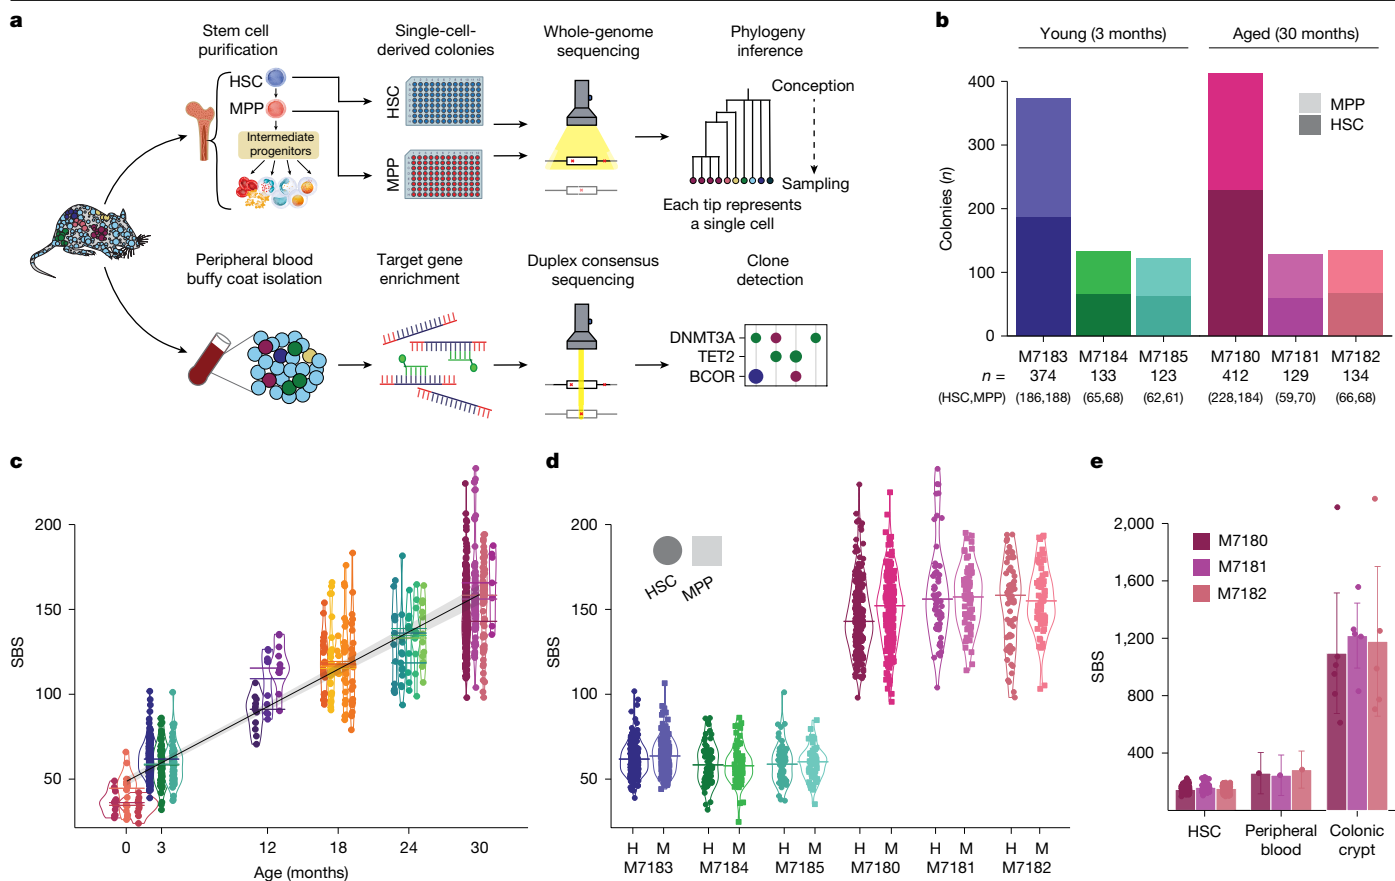 a
Stem cell
purification
Single-cell-
derived colonies
Whole-genome
sequencing
Phylogeny
inference
HSC
MPP
Intermediate
progenitors
HSC
MPP
Conception
Sampling
Each tip represents
a single cell
Peripheral blood
buffy coat isolation
Target gene
enrichment
Duplex consensus
sequencing
Clone
detection
DNMT3A
TET2
BCOR
b
Young (3 months)
Aged (30 months)
MPP
HSC
Colonies (n)
400
300
200
100
0
M7183 M7184 M7185 M7180 M7181 M7182
n = 374 133 123 412 129 134
(HSC,MPP) (186,188) (65,68) (62,61) (228,184) (59,70) (66,68)
c
SBS
200
150
100
50
0 3 12 18 24 30
Age (months)
d
SBS
200
150
100
50
HSC
MPP
H M H M H M H M H M H M
M7183 M7184 M7185 M7180 M7181 M7182
e
SBS
2,000
1,600
1,200
800
400
M7180
M7181
M7182
HSC
Peripheral
blood
Colonic
crypt